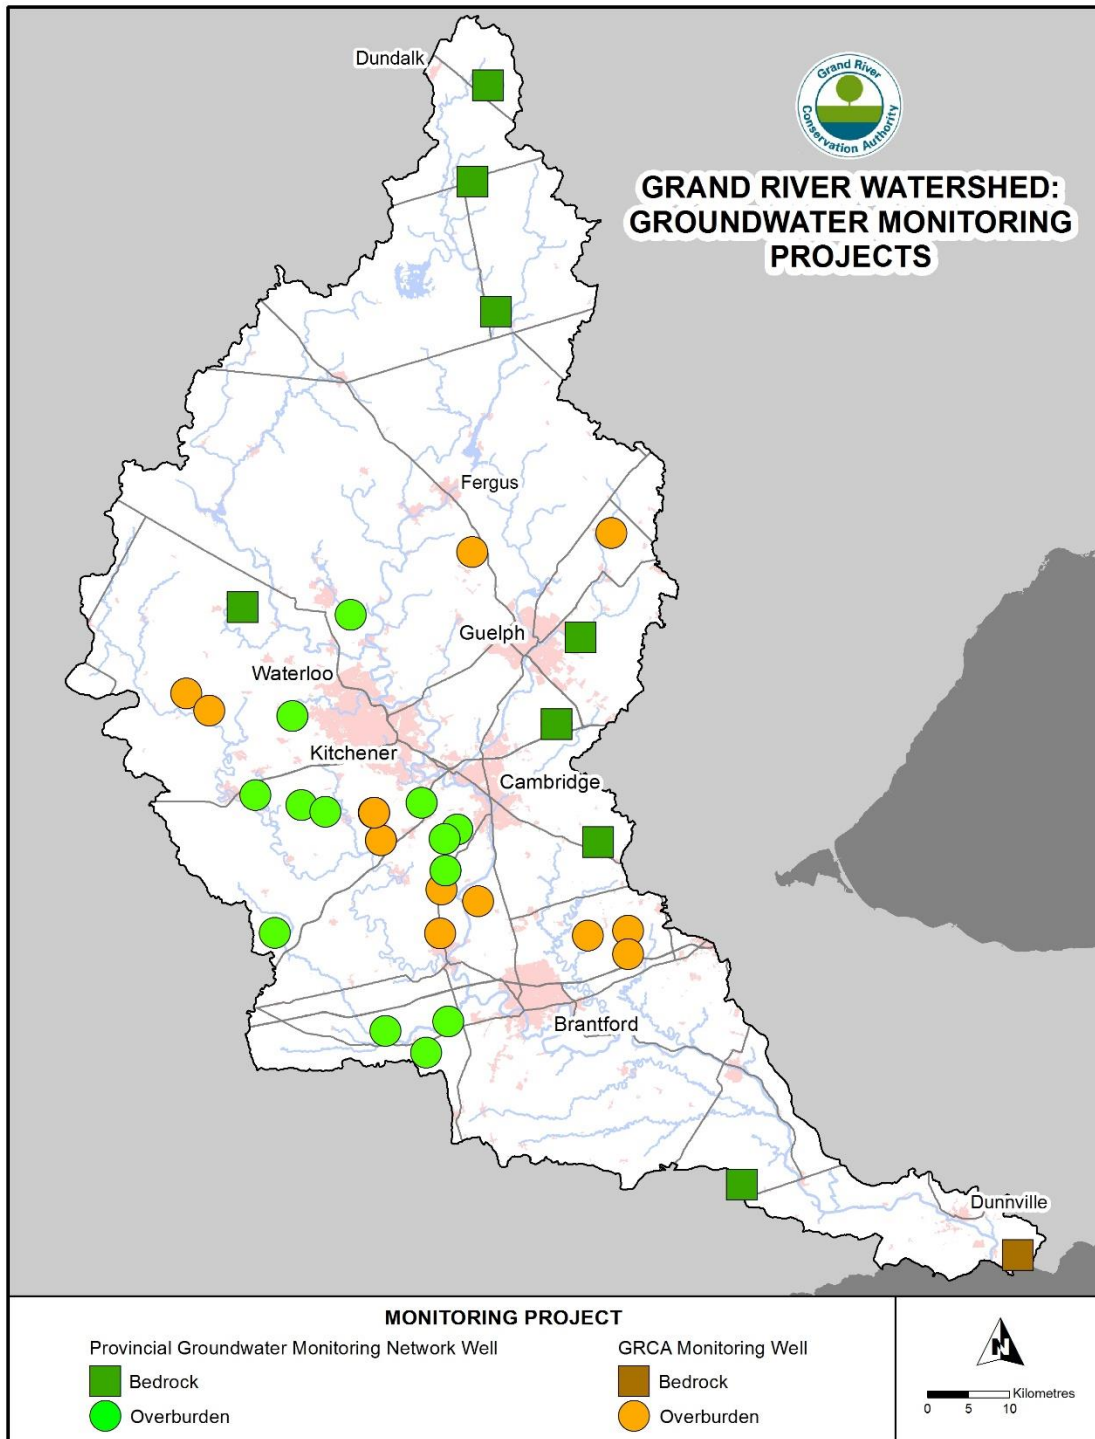 Dundalk
Grand River
Conservation Authority
GRAND RIVER WATERSHED:
GROUNDWATER MONITORING
PROJECTS
Fergus
Guelph
Waterloo
Kitchener
Cambridge
Brantford
Dunnville
MONITORING PROJECT
Provincial Groundwater Monitoring Network Well
Bedrock
Overburden
GRCA Monitoring Well
Bedrock
Overburden
N
Kilometres
0 5 10